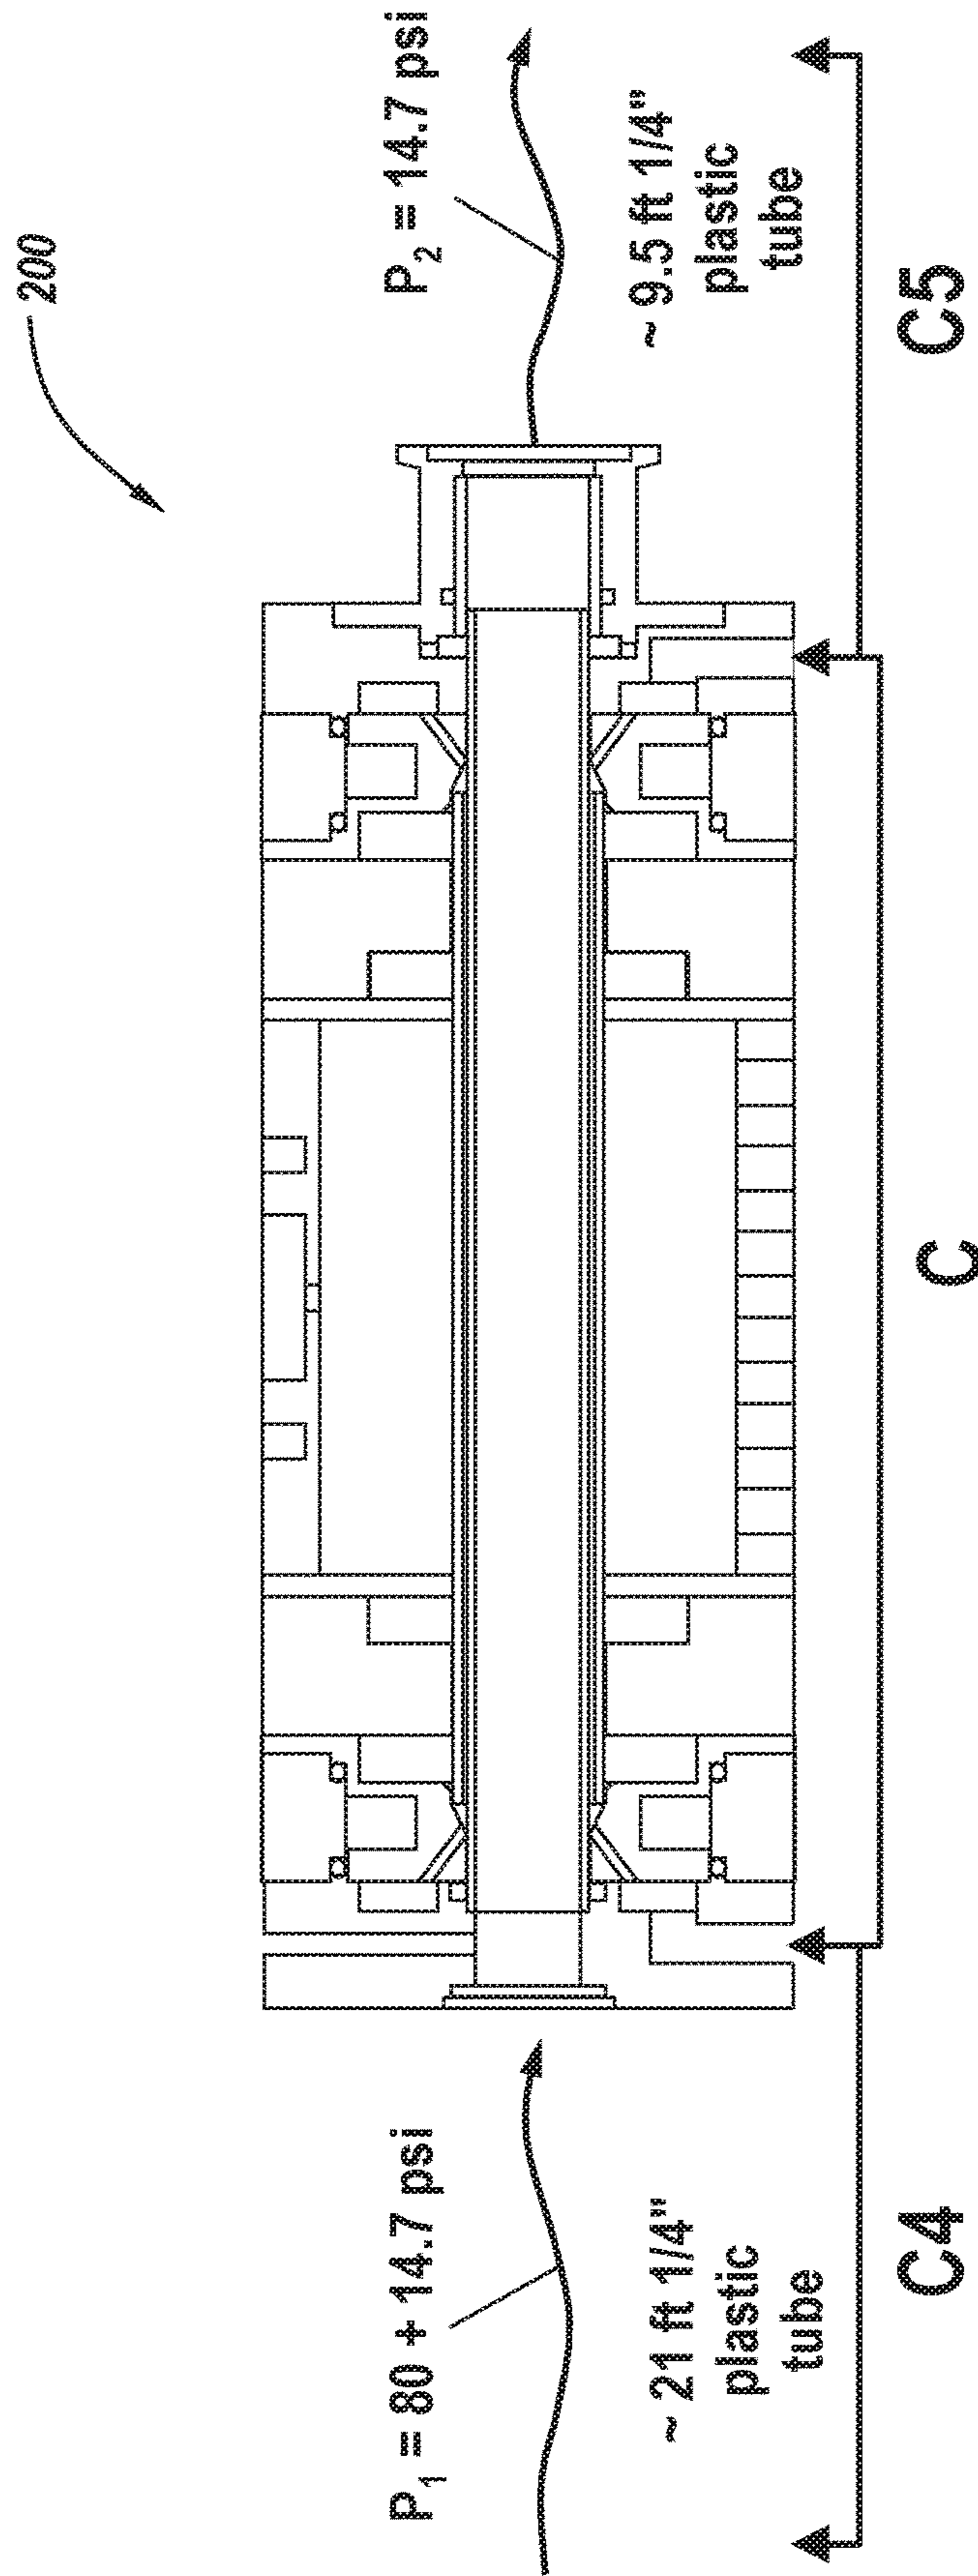 200
P1 = 80 + 14.7 psi
P2 = 14.7 psi
~ 21 ft 1/4"
plastic
tube
~ 9.5 ft 1/4"
plastic
tube
C4
C
C5